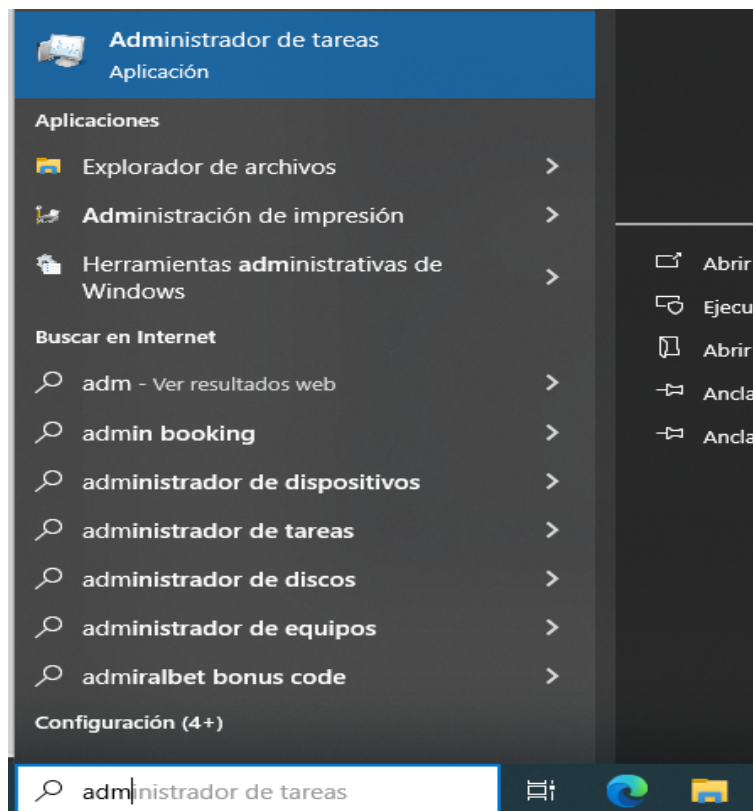 Administrador de tareas
Aplicación
Aplicaciones
Explorador de archivos
Administración de impresión
Herramientas administrativas de
Windows
Buscar en Internet
adm - Ver resultados web
admin booking
administrador de dispositivos
administrador de tareas
administrador de discos
administrador de equipos
admiralbet bonus code
Configuración (4+)
administrador de tareas
Abrir
Ejecu
Abrir
Ancla
Ancla